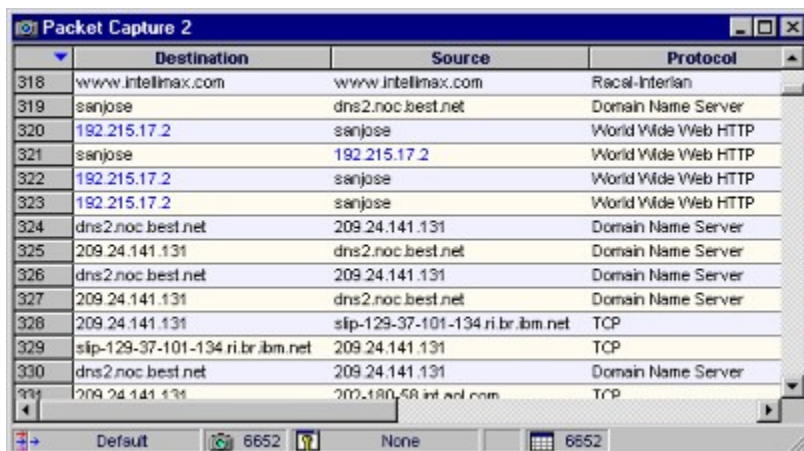 Packet Capture 2
Destination Source Protocol
318 www.intellimax.com www.intellimax.com Racal-Interlan
319 sanjose dns2.noc.best.net Domain Name Server
320 192.215.17.2 sanjose World Wide Web HTTP
321 sanjose 192.215.17.2 World Wide Web HTTP
322 192.215.17.2 sanjose World Wide Web HTTP
323 192.215.17.2 sanjose World Wide Web HTTP
324 dns2.noc.best.net 209.24.141.131 Domain Name Server
325 209.24.141.131 dns2.noc.best.net Domain Name Server
326 dns2.noc.best.net 209.24.141.131 Domain Name Server
327 209.24.141.131 dns2.noc.best.net Domain Name Server
328 209.24.141.131 slip-129-37-101-134.ri.br.ibm.net TCP
329 slip-129-37-101-134.ri.br.ibm.net 209.24.141.131 TCP
330 dns2.noc.best.net 209.24.141.131 Domain Name Server
331 209.24.141.131 202-180-58.int.aol.com TCP
Default 6652 None 6652